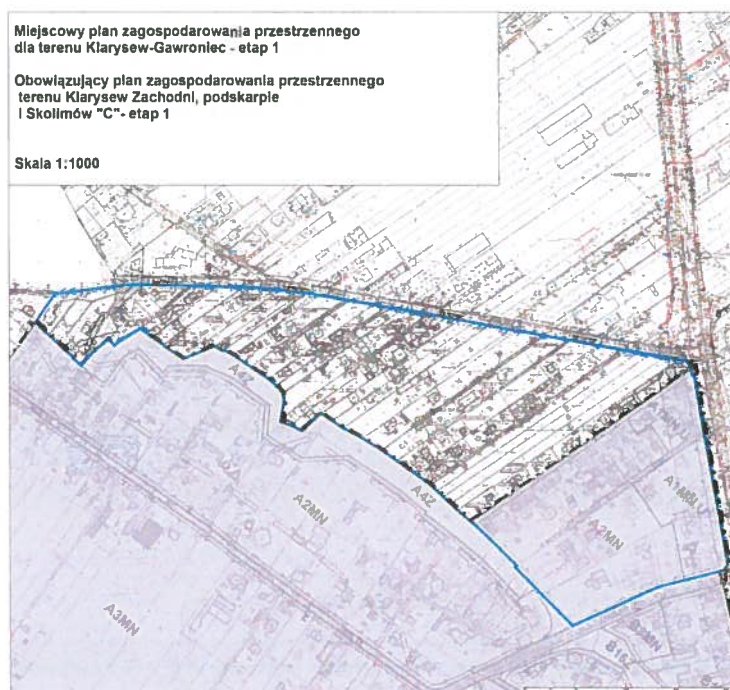 Miejscowy plan zagospodarowania przestrzennego
dla terenu Klarysew-Gawroniec - etap 1
Obowiązujący plan zagospodarowania przestrzennego
terenu Klarysew Zachodni, podskarpie
i Skolimów "C"- etap 1
Skala 1:1000
A4Z
A2MN
A4Z
A2MN
A3MN